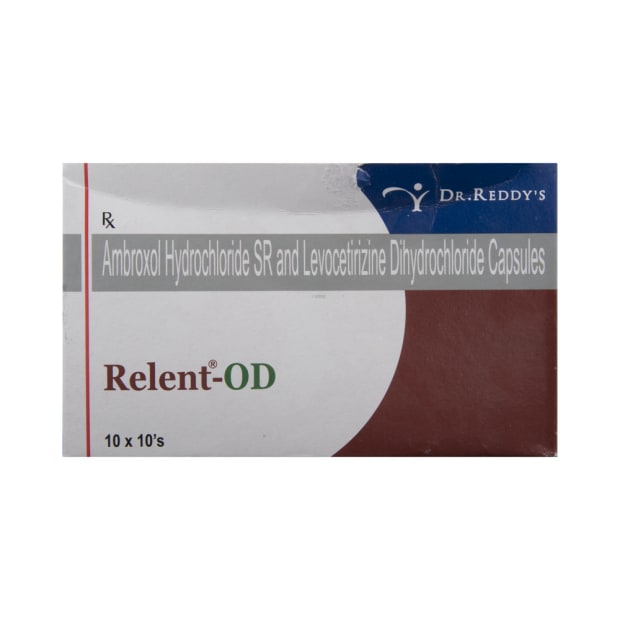 DR.REDDY'S
℞
Ambroxol Hydrochloride SR and Levocetirizine Dihydrochloride Capsules
Relent®-OD
10 x 10's